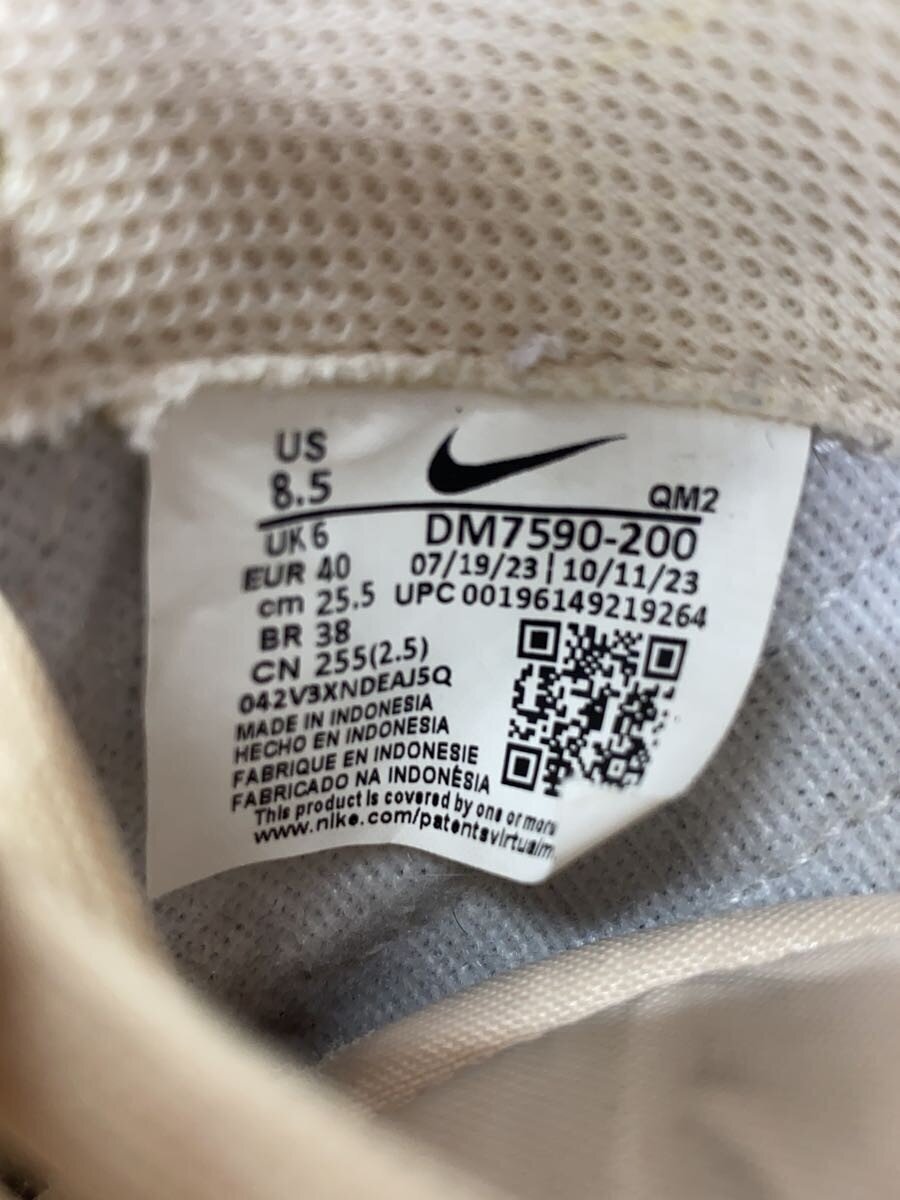 US
8.5
QM2
UK 6
DM7590-200
EUR 40
07/19/23 | 10/11/23
cm 25.5
UPC 00196149219264
BR 38
CN 255(2.5)
042V3XNDEAJ5Q
MADE IN INDONESIA
HECHO EN INDONESIA
FABRIQUE EN INDONESIE
FABRICADO NA INDONÉSIA
This product is covered by one or more
www.nike.com/patentsvirtualm